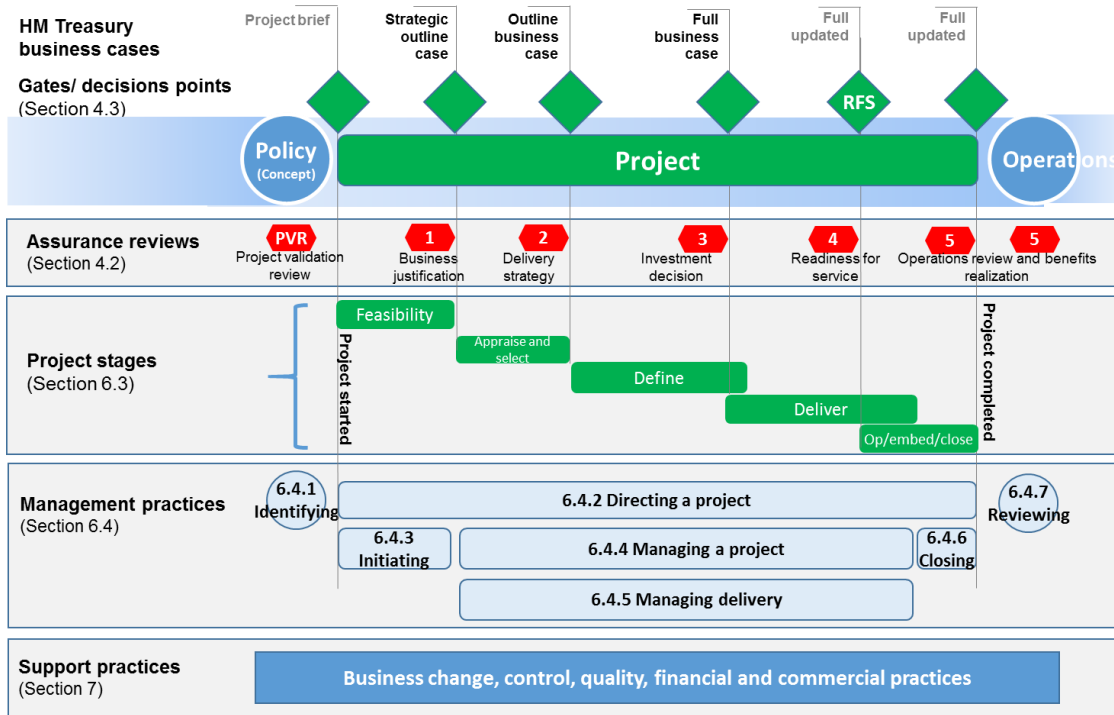 HM Treasury
business cases
Project brief
Strategic
outline
case
Outline
business
case
Full
business
case
Full
updated
Full
updated
Gates/ decisions points
(Section 4.3)
RFS
Policy
(Concept)
Project
Operations
Assurance reviews
(Section 4.2)
PVR
Project validation
review
1
Business
justification
2
Delivery
strategy
3
Investment
decision
4
Readiness for
service
5
5
Operations review and benefits
realization
Project stages
(Section 6.3)
Project started
Feasibility
Appraise and
select
Define
Deliver
Op/embed/close
Project completed
Management practices
(Section 6.4)
6.4.1
Identifying
6.4.2 Directing a project
6.4.7
Reviewing
6.4.3
Initiating
6.4.4 Managing a project
6.4.6
Closing
6.4.5 Managing delivery
Support practices
(Section 7)
Business change, control, quality, financial and commercial practices